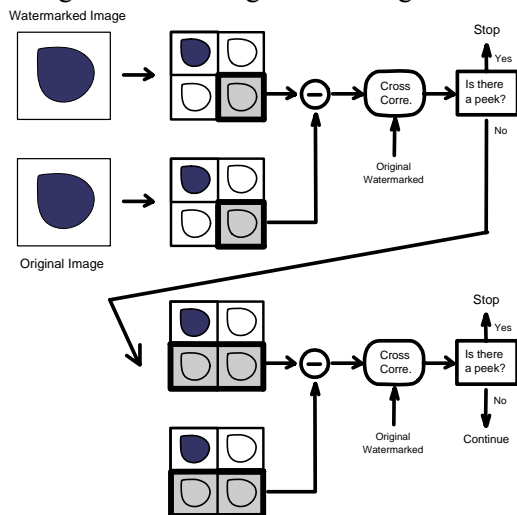 Watermarked Image
Stop
Yes
Cross
Corre.
Is there
a peek?
No
Original
Watermarked
Original Image
Stop
Yes
Cross
Corre.
Is there
a peek?
No
Original
Watermarked
Continue